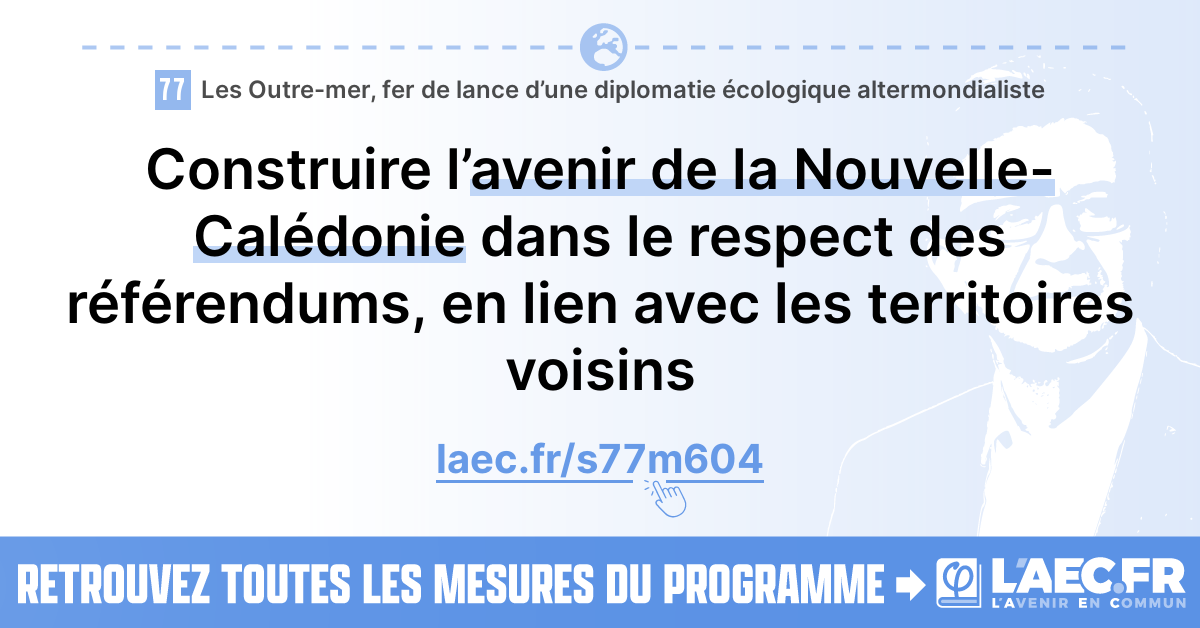 77 Les Outre-mer, fer de lance d’une diplomatie écologique altermondialiste
Construire l’avenir de la Nouvelle-
Calédonie dans le respect des
référendums, en lien avec les territoires
voisins
laec.fr/s77m604
RETROUVEZ TOUTES LES MESURES DU PROGRAMME
φ L'AEC.FR
L'AVENIR EN COMMUN